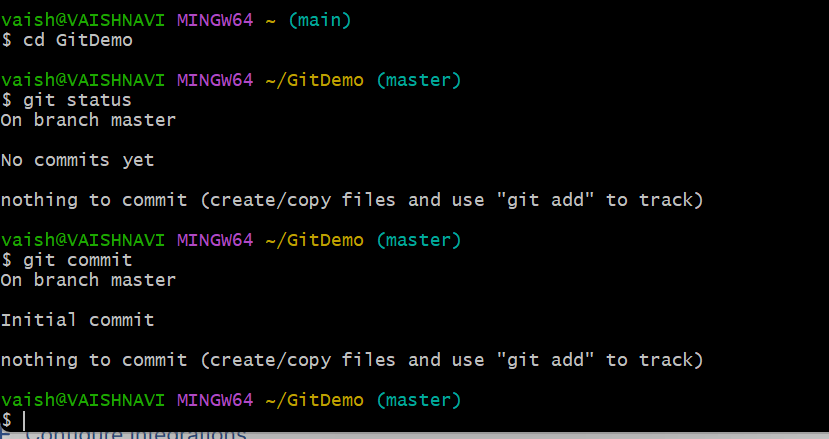 vaish@VAISHNAVI MINGW64 ~ (main)
$ cd GitDemo
vaish@VAISHNAVI MINGW64 ~/GitDemo (master)
$ git status
On branch master
No commits yet
nothing to commit (create/copy files and use "git add" to track)
vaish@VAISHNAVI MINGW64 ~/GitDemo (master)
$ git commit
On branch master
Initial commit
nothing to commit (create/copy files and use "git add" to track)
vaish@VAISHNAVI MINGW64 ~/GitDemo (master)
$
Configure Integrations